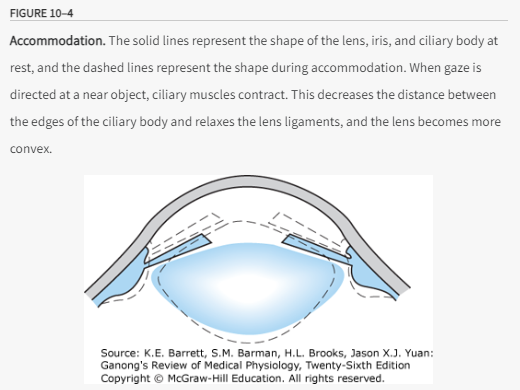 FIGURE 10–4
Accommodation. The solid lines represent the shape of the lens, iris, and ciliary body at
rest, and the dashed lines represent the shape during accommodation. When gaze is
directed at a near object, ciliary muscles contract. This decreases the distance between
the edges of the ciliary body and relaxes the lens ligaments, and the lens becomes more
convex.
Source: K.E. Barrett, S.M. Barman, H.L. Brooks, Jason X.J. Yuan:
Ganong's Review of Medical Physiology, Twenty-Sixth Edition
Copyright © McGraw-Hill Education. All rights reserved.